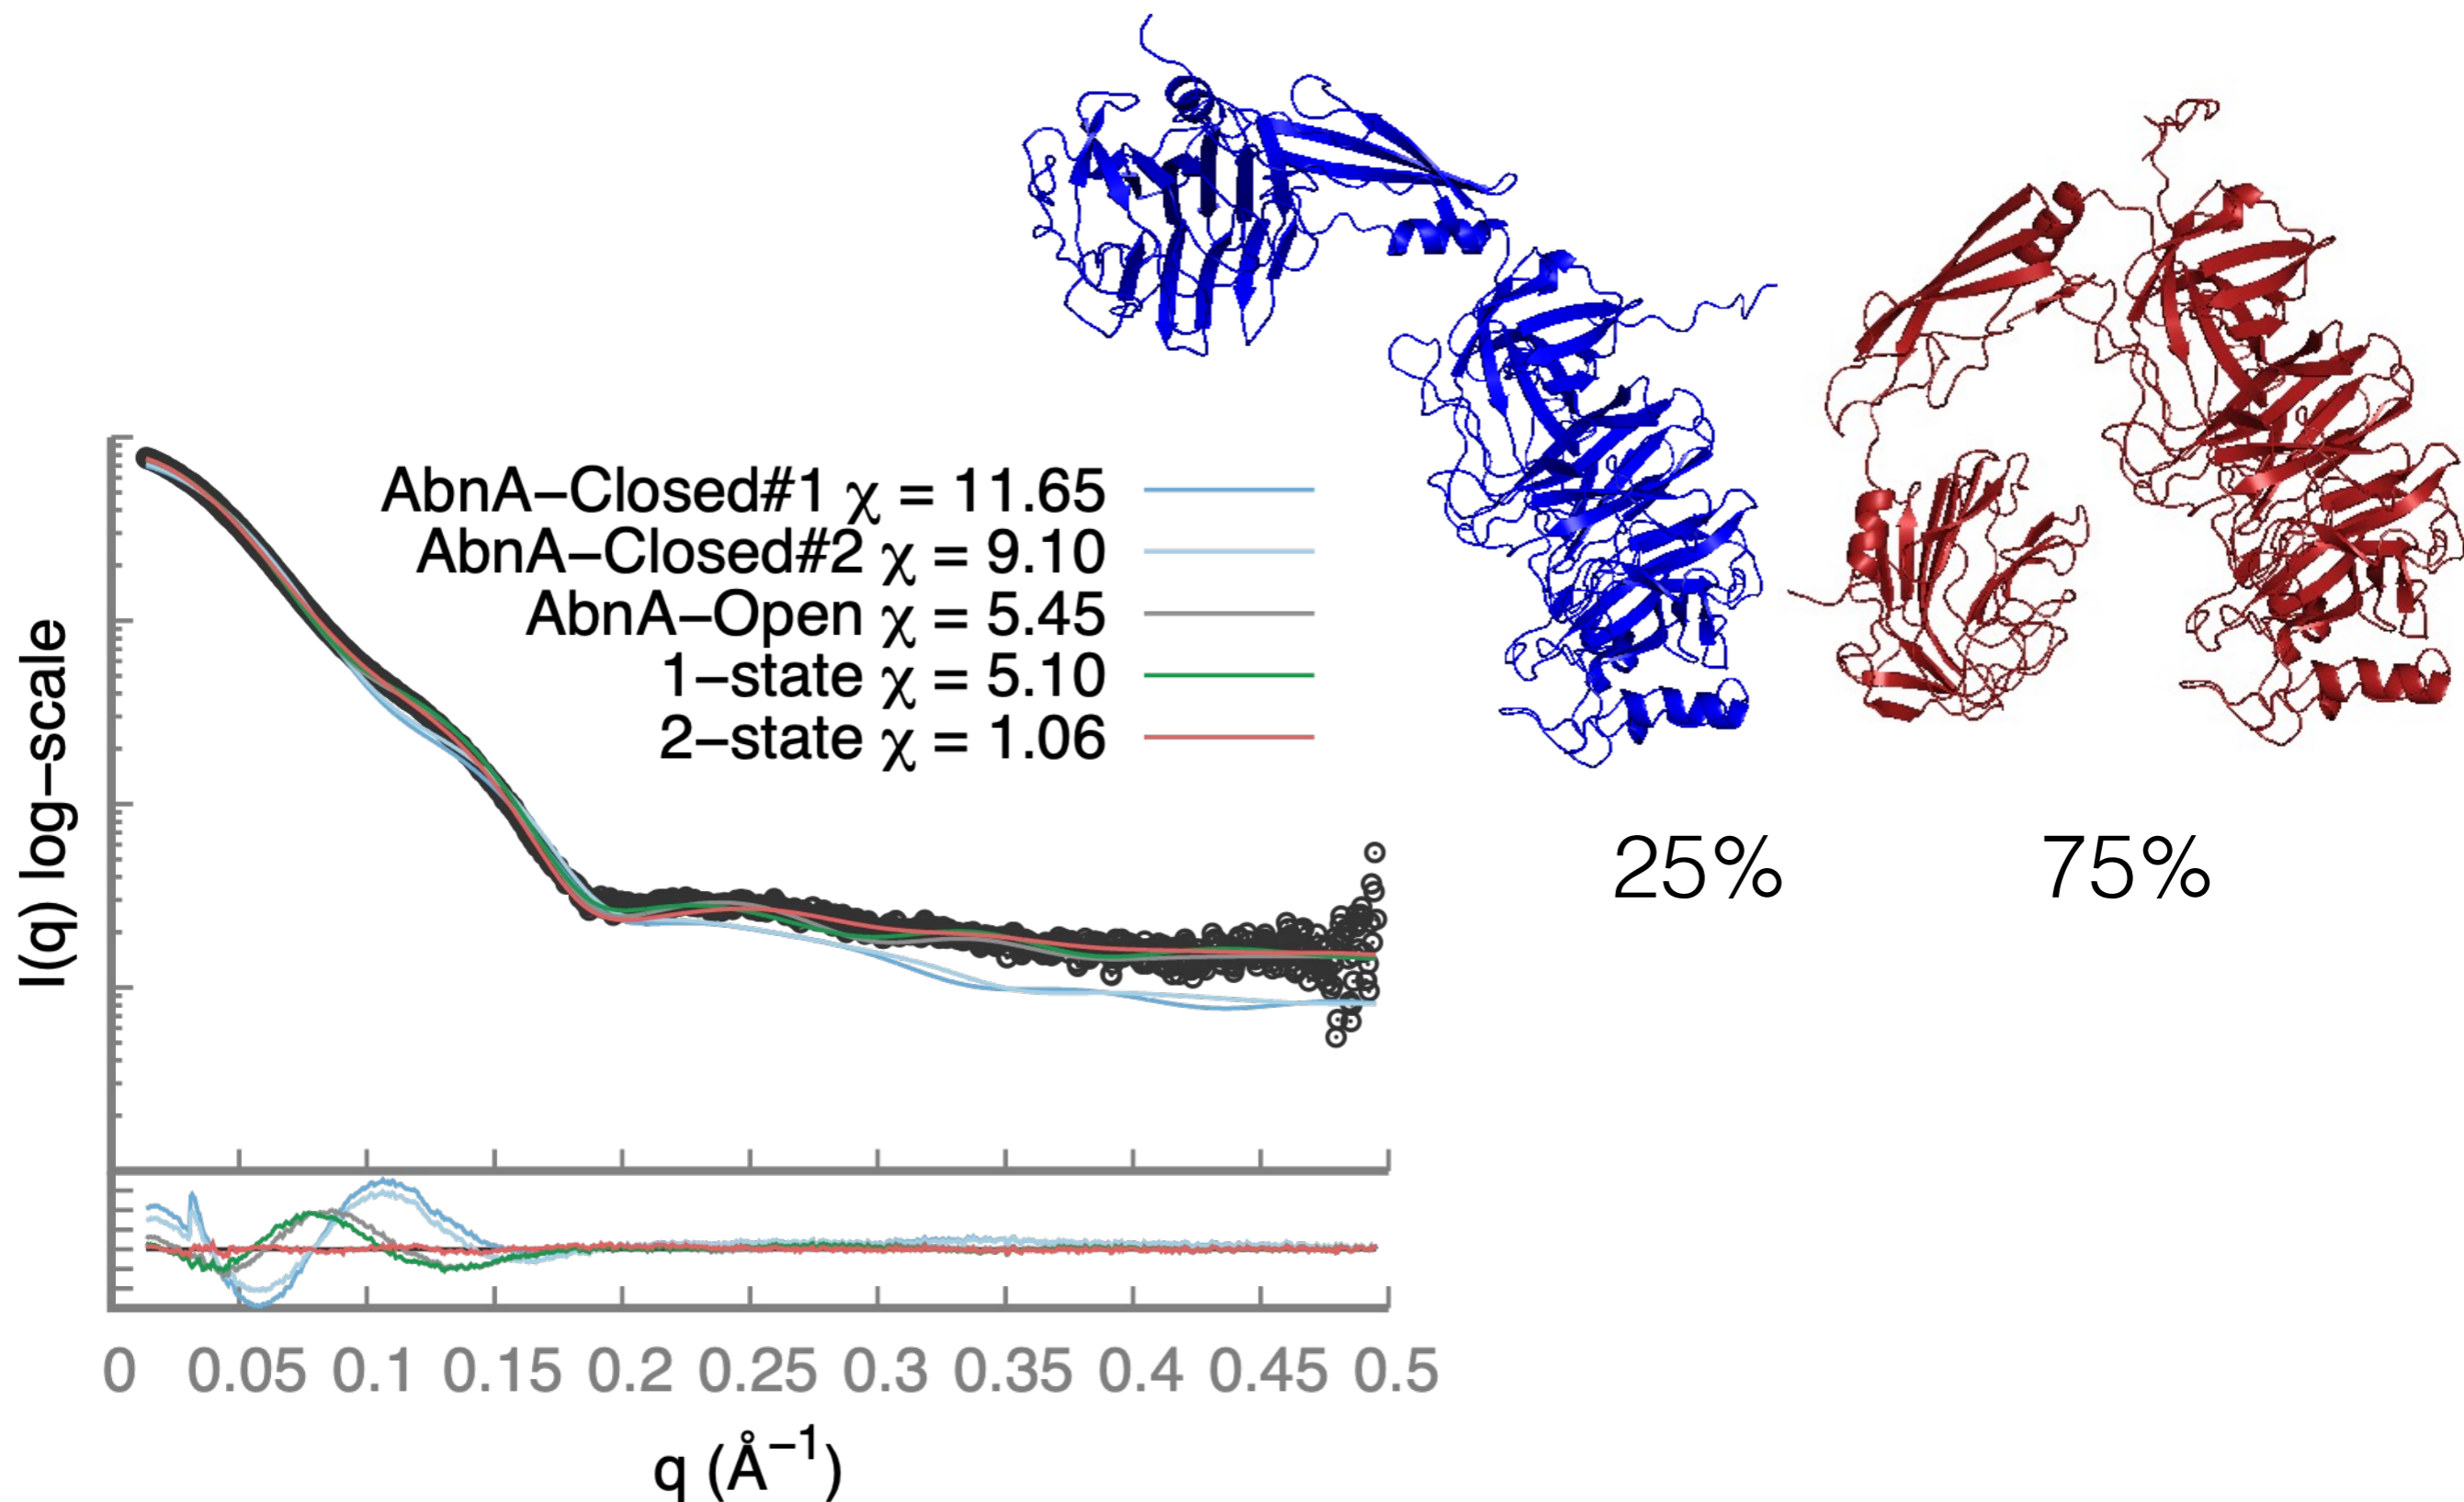 AbnA–Closed#1 χ = 11.65
AbnA–Closed#2 χ = 9.10
AbnA–Open χ = 5.45
1–state χ = 5.10
2–state χ = 1.06
I(q) log–scale
25% 75%
0 0.05 0.1 0.15 0.2 0.25 0.3 0.35 0.4 0.45 0.5
q (Å⁻¹)